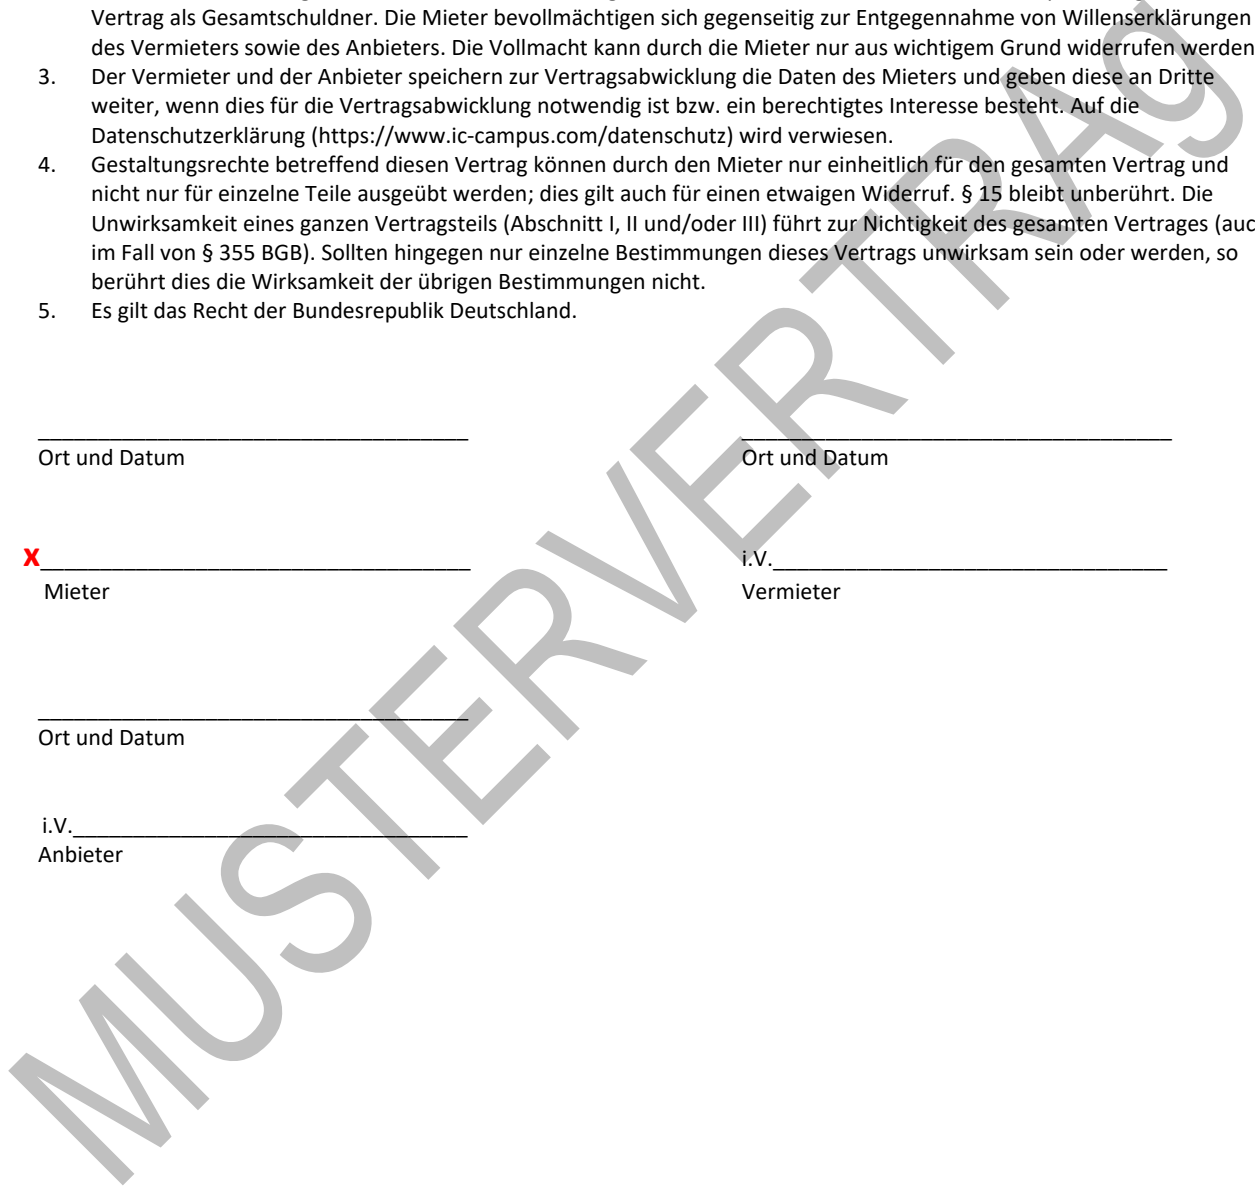 Vertrag als Gesamtschuldner. Die Mieter bevollmächtigen sich gegenseitig zur Entgegennahme von Willenserklärungen
des Vermieters sowie des Anbieters. Die Vollmacht kann durch die Mieter nur aus wichtigem Grund widerrufen werden
3. Der Vermieter und der Anbieter speichern zur Vertragsabwicklung die Daten des Mieters und geben diese an Dritte
weiter, wenn dies für die Vertragsabwicklung notwendig ist bzw. ein berechtigtes Interesse besteht. Auf die
Datenschutzerklärung (https://www.ic-campus.com/datenschutz) wird verwiesen.
4. Gestaltungsrechte betreffend diesen Vertrag können durch den Mieter nur einheitlich für den gesamten Vertrag und
nicht nur für einzelne Teile ausgeübt werden; dies gilt auch für einen etwaigen Widerruf. § 15 bleibt unberührt. Die
Unwirksamkeit eines ganzen Vertragsteils (Abschnitt I, II und/oder III) führt zur Nichtigkeit des gesamten Vertrages (auc
im Fall von § 355 BGB). Sollten hingegen nur einzelne Bestimmungen dieses Vertrags unwirksam sein oder werden, so
berührt dies die Wirksamkeit der übrigen Bestimmungen nicht.
5. Es gilt das Recht der Bundesrepublik Deutschland.
Ort und Datum Ort und Datum
X____________________ i.V.____________________
Mieter Vermieter
Ort und Datum
i.V.____________________
Anbieter
MUSTERVERTRAg